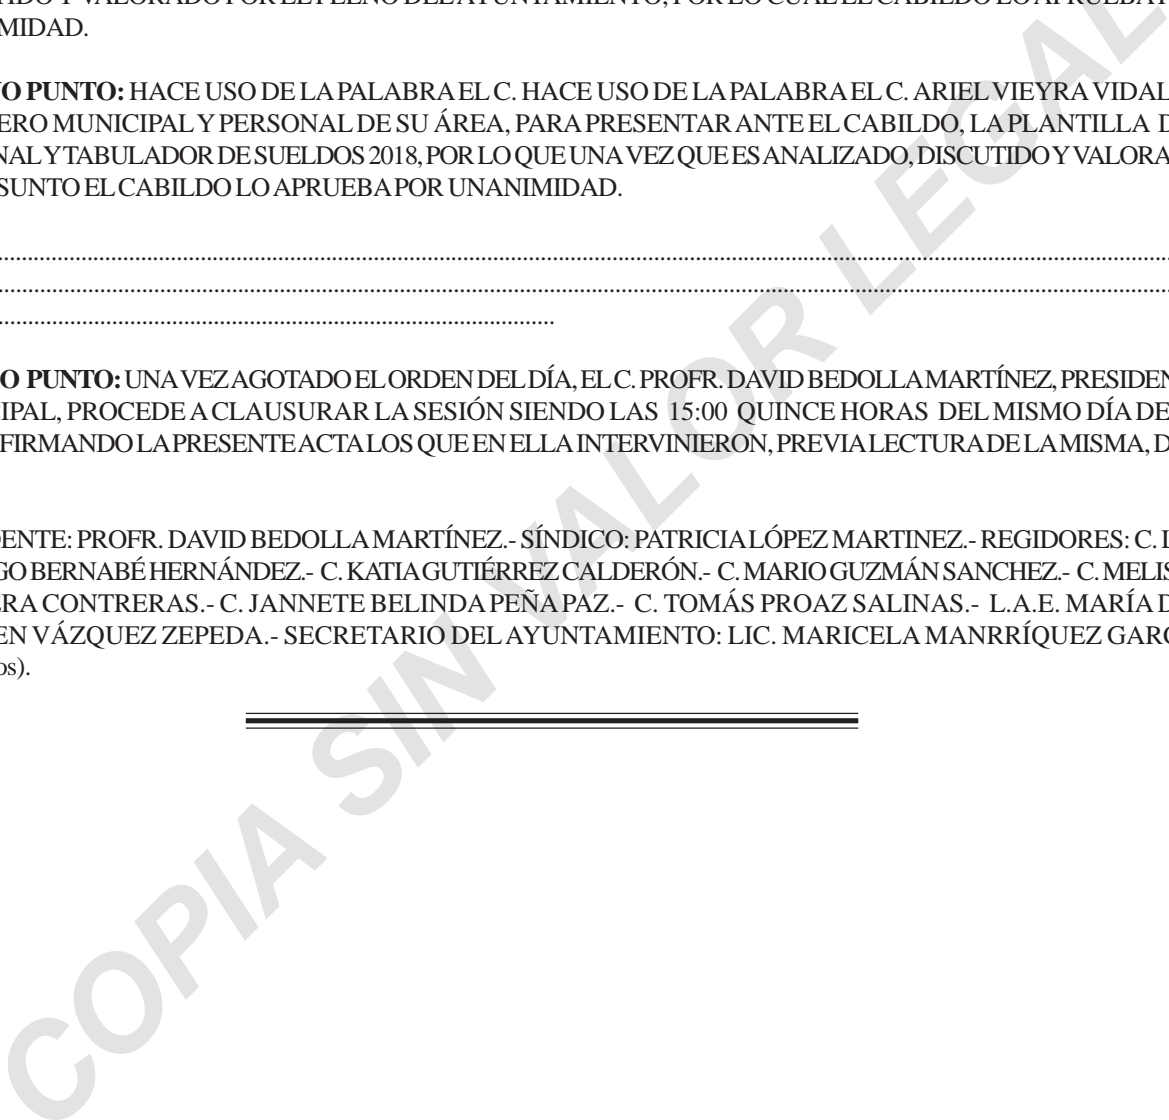 TIDO Y VALORADO POR EL PLENO DEL AYUNTAMIENTO, POR LO CUAL EL CABILDO LO APRUEBA
MIDAD.
O PUNTO: HACE USO DE LA PALABRA EL C. HACE USO DE LA PALABRA EL C. ARIEL VIEYRA VIDAL
ERO MUNICIPAL Y PERSONAL DE SU ÁREA, PARA PRESENTAR ANTE EL CABILDO, LA PLANTILLA D
NAL Y TABULADOR DE SUELDOS 2018, POR LO QUE UNA VEZ QUE ES ANALIZADO, DISCUTIDO Y VALORA
SUNTO EL CABILDO LO APRUEBA POR UNANIMIDAD.
O PUNTO: UNA VEZ AGOTADO EL ORDEN DEL DÍA, EL C. PROFR. DAVID BEDOLLA MARTÍNEZ, PRESIDEN
CIPAL, PROCEDE A CLAUSURAR LA SESIÓN SIENDO LAS 15:00 QUINCE HORAS DEL MISMO DÍA DE
FIRMANDO LA PRESENTE ACTA LOS QUE EN ELLA INTERVINIERON, PREVIA LECTURA DE LA MISMA, D
DENTE: PROFR. DAVID BEDOLLA MARTÍNEZ.- SÍNDICO: PATRICIA LÓPEZ MARTINEZ.- REGIDORES: C. L
GO BERNABÉ HERNÁNDEZ.- C. KATIA GUTIÉRREZ CALDERÓN.- C. MARIO GUZMÁN SANCHEZ.- C. MELIS
ERA CONTRERAS.- C. JANNETE BELINDA PEÑA PAZ.- C. TOMÁS PROAZ SALINAS.- L.A.E. MARÍA D
EN VÁZQUEZ ZEPEDA.- SECRETARIO DEL AYUNTAMIENTO: LIC. MARICELA MANRRÍQUEZ GARC
os).
COPIA SIN VALOR LEGAL